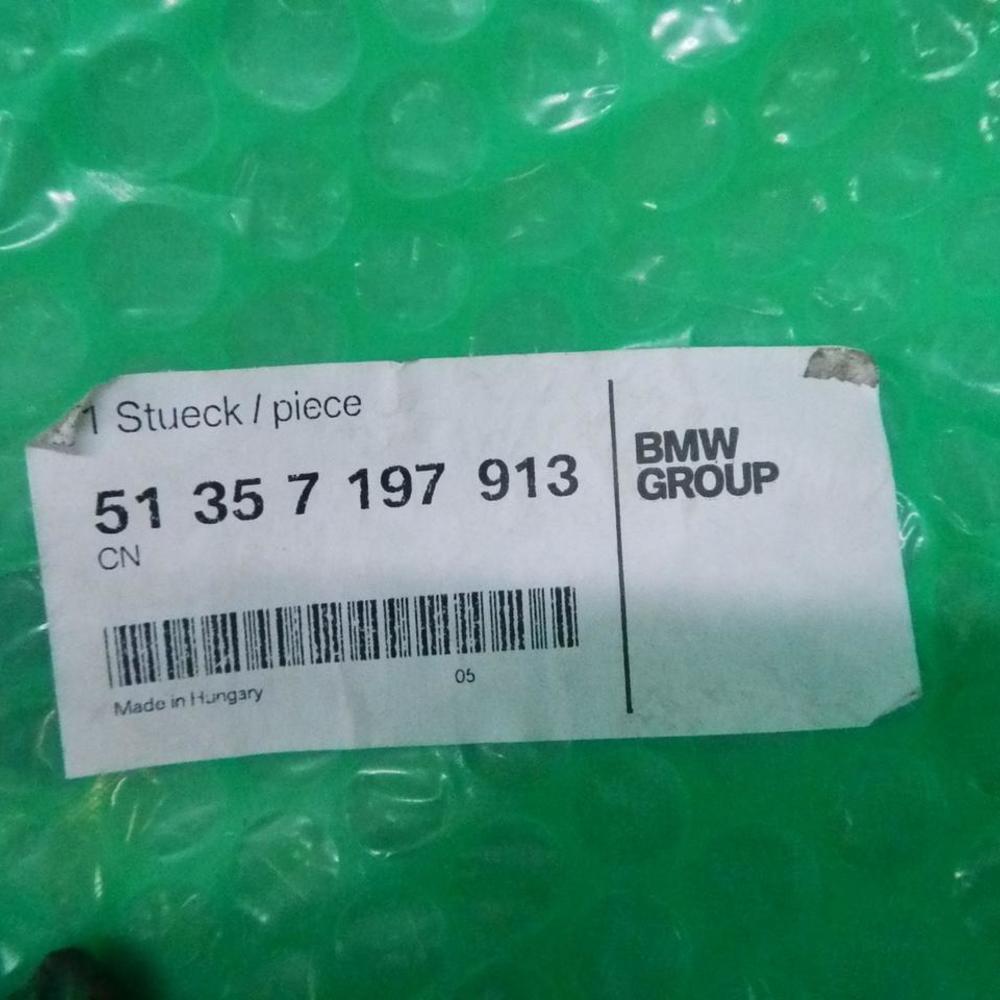 1 Stueck / piece
51 35 7 197 913
CN
05
Made in Hungary
BMW
GROUP